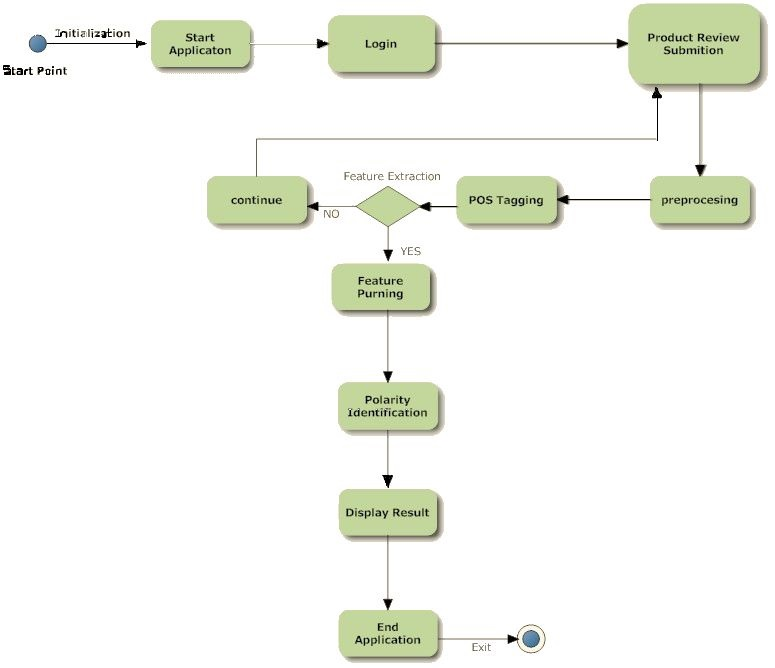 Initialization
Start Point
Start
Applicaton
Login
Product Review
Submition
preprocesing
POS Tagging
Feature Extraction
NO
continue
YES
Feature
Purning
Polarity
Identification
Display Result
End
Application
Exit